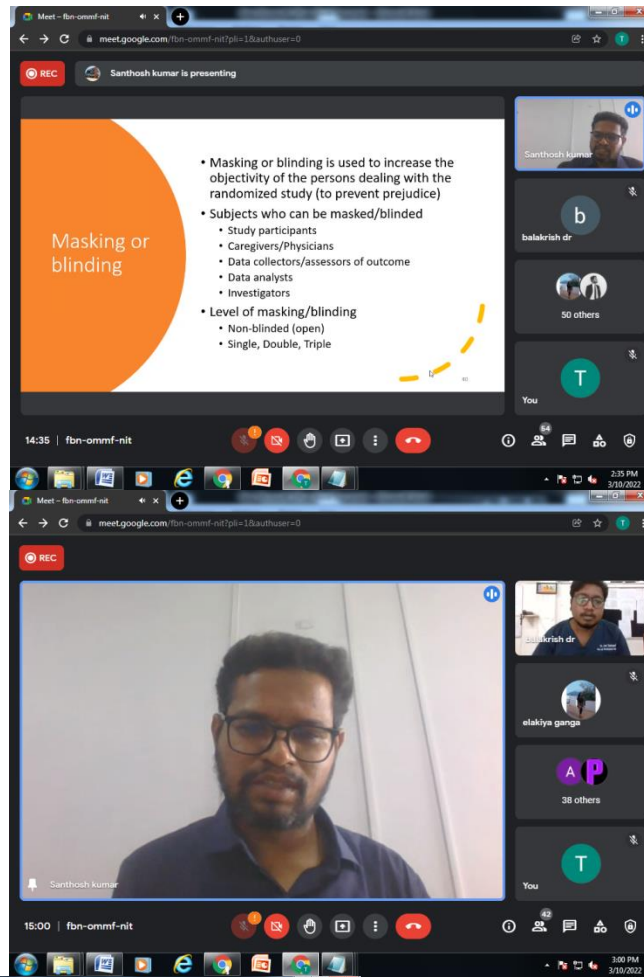 Meet – fbn-ommf-nit
meet.google.com/fbn-ommf-nit?pli=1&authuser=0
T
REC
Santhosh kumar is presenting
Masking or
blinding
• Masking or blinding is used to increase the
objectivity of the persons dealing with the
randomized study (to prevent prejudice)
• Subjects who can be masked/blinded
• Study participants
• Caregivers/Physicians
• Data collectors/assessors of outcome
• Data analysts
• Investigators
• Level of masking/blinding
• Non-blinded (open)
• Single, Double, Triple
Santhosh kumar
b
balakrish dr
50 others
T
You
14:35 | fbn-ommf-nit
54
2:35 PM
3/10/2022
Meet – fbn-ommf-nit
meet.google.com/fbn-ommf-nit?pli=1&authuser=0
T
REC
Santhosh kumar
balakrish dr
elakiya ganga
A P
38 others
T
You
15:00 | fbn-ommf-nit
42
3:00 PM